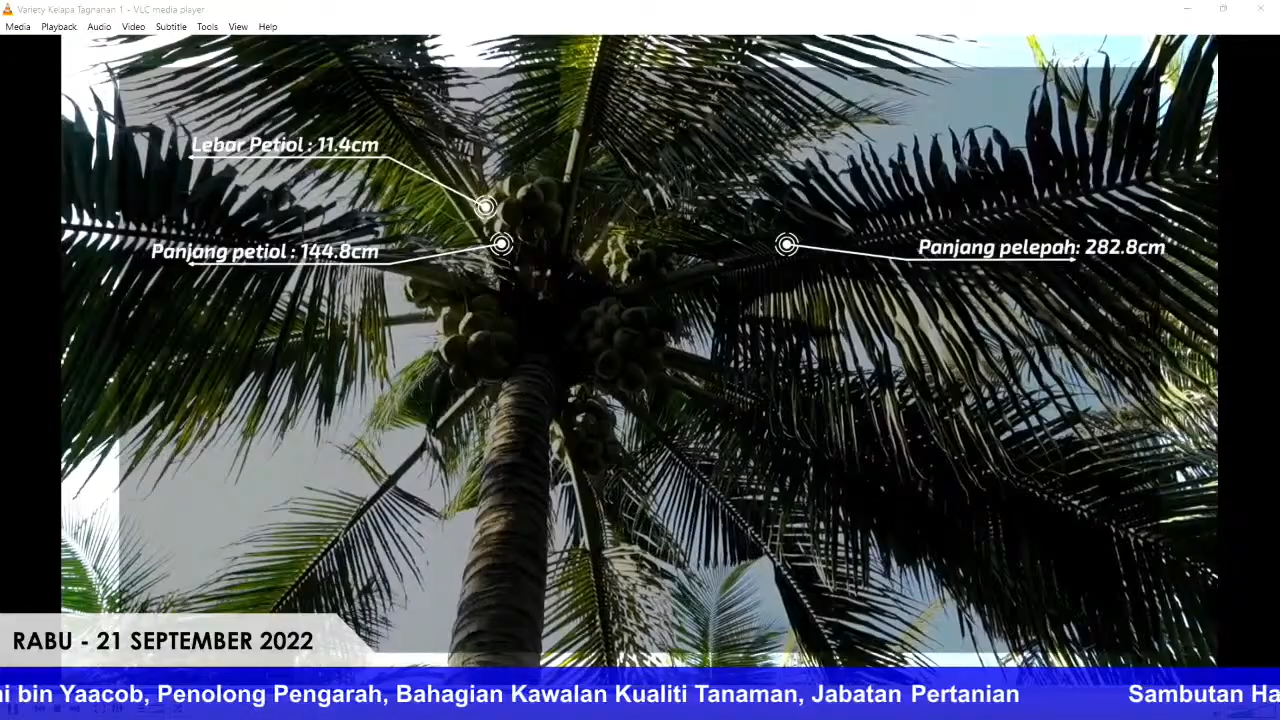 Variety Kelapa Tagnanan 1 - VLC media player
Media Playback Audio Video Subtitle Tools View Help
Lebar Petiol : 11.4cm
Panjang petiol : 144.8cm
Panjang pelepah: 282.8cm
RABU - 21 SEPTEMBER 2022
bin Yaacob, Penolong Pengarah, Bahagian Kawalan Kualiti Tanaman, Jabatan Pertanian
Sambutan